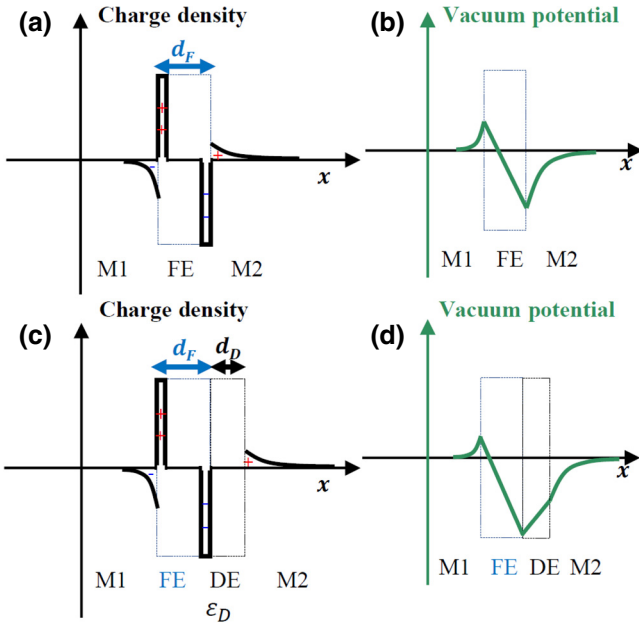 (a) Charge density
d_F
+
+
- +
x
-
-
M1 FE M2
(b) Vacuum potential
x
M1 FE M2
(c) Charge density
d_F d_D
+
+
- +
x
-
-
M1 FE DE M2
ε_D
(d) Vacuum potential
x
M1 FE DE M2